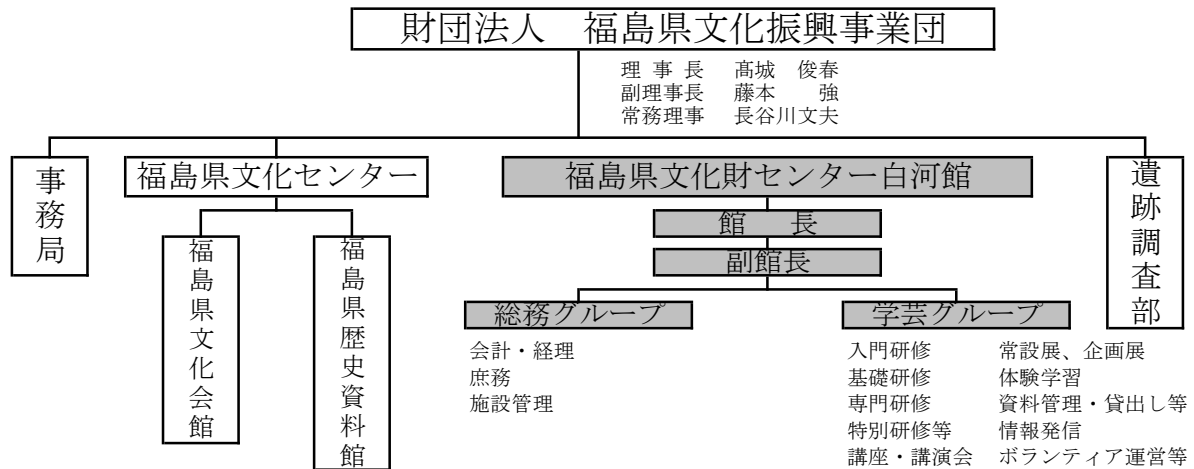 財団法人　福島県文化振興事業団
理 事 長　髙城　俊春
副理事長　藤本　　強
常務理事　長谷川文夫
事務局
福島県文化センター
福島県文化会館
福島県歴史資料館
福島県文化財センター白河館
館　　長
副館長
総務グループ
会計・経理
庶務
施設管理
学芸グループ
入門研修　常設展、企画展
基礎研修　体験学習
専門研修　資料管理・貸出し等
特別研修等　情報発信
講座・講演会　ボランティア運営等
遺跡調査部